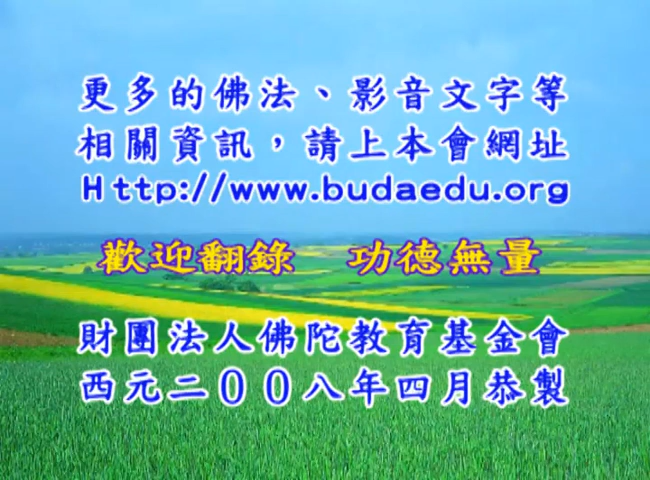 更多的佛法、影音文字等
相關資訊，請上本會網址
Http://www.budaedu.org
歡迎翻錄　功德無量
財團法人佛陀教育基金會
西元二００八年四月恭製